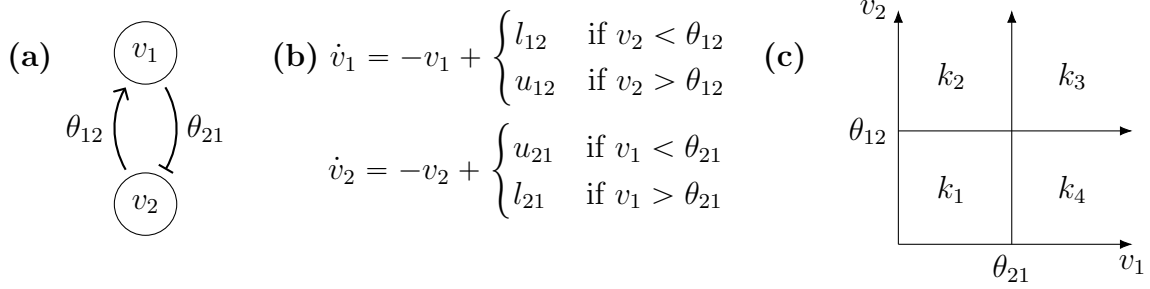 (a)
v₁
θ₁₂
θ₂₁
v₂
(b) v̇₁ = −v₁ + { l₁₂ if v₂ < θ₁₂
u₁₂ if v₂ > θ₁₂
v̇₂ = −v₂ + { u₂₁ if v₁ < θ₂₁
l₂₁ if v₁ > θ₂₁
(c)
v₂
k₂ k₃
θ₁₂
k₁ k₄
θ₂₁ v₁